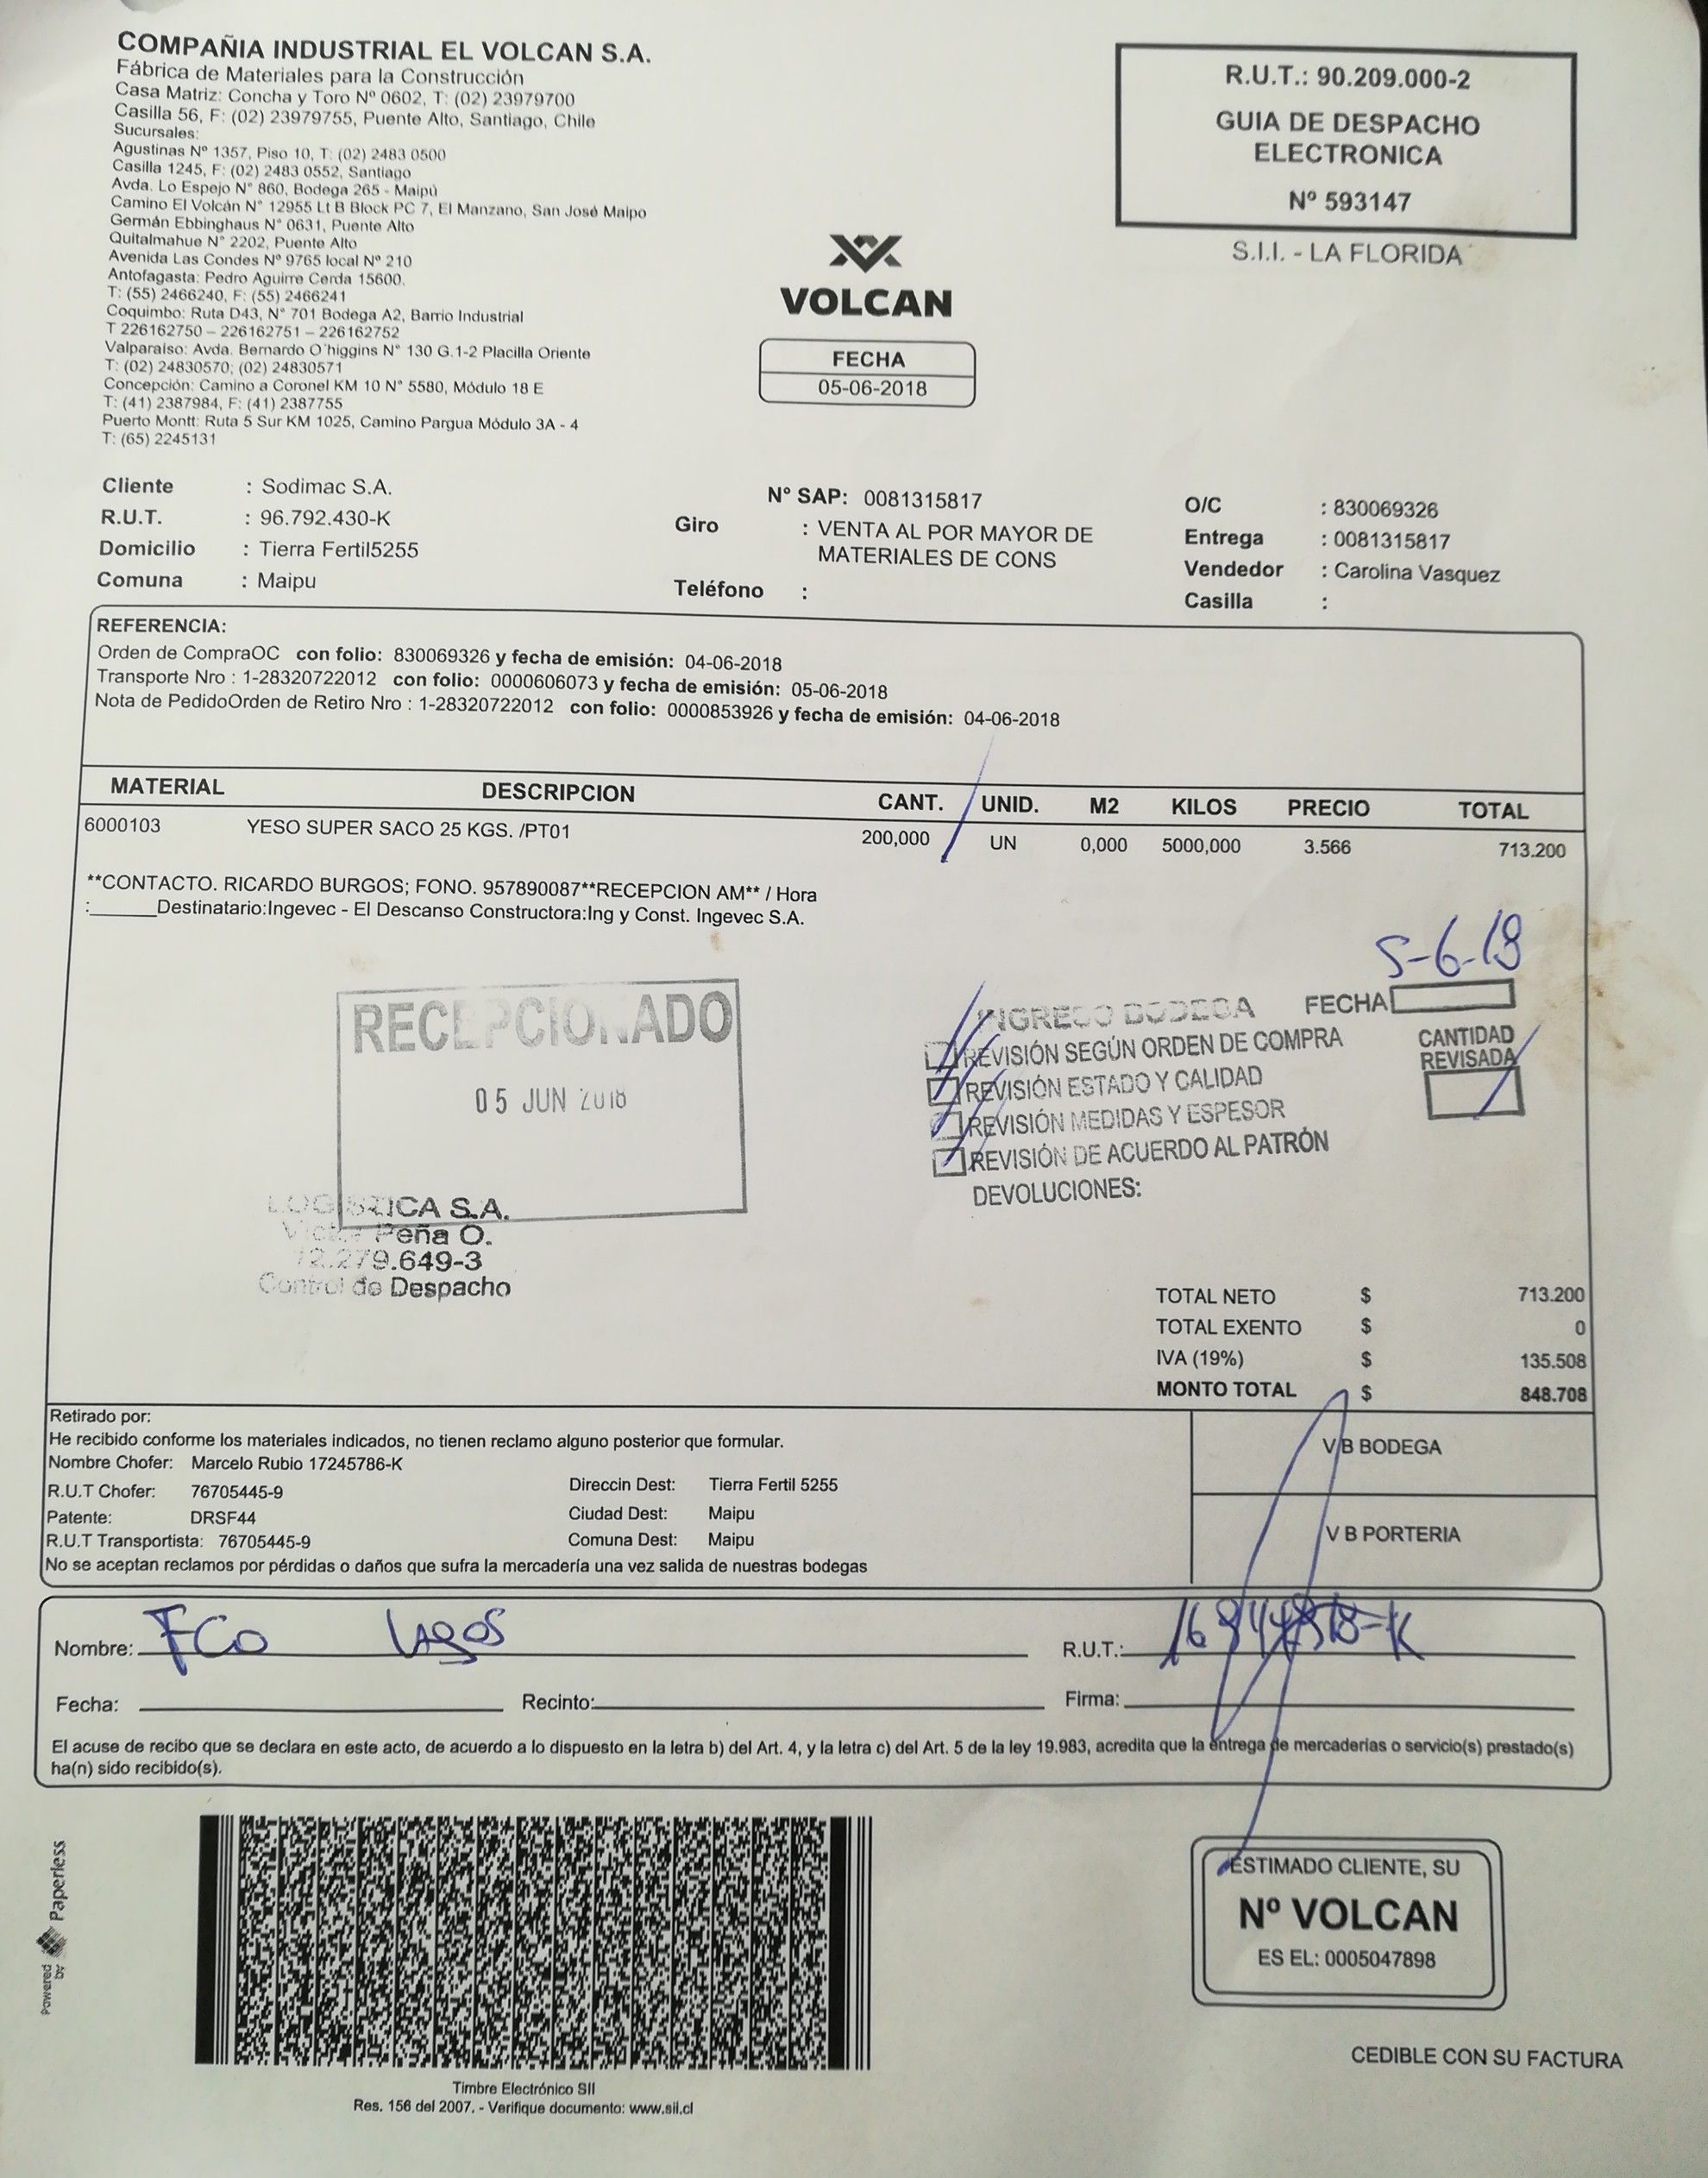 COMPAÑIA INDUSTRIAL EL VOLCAN S.A.
Fábrica de Materiales para la Construcción
Casa Matriz: Concha y Toro Nº 0602, T: (02) 23979700
Casilla 56, F: (02) 23979755, Puente Alto, Santiago, Chile
Sucursales:
Agustinas Nº 1357, Piso 10, T: (02) 2483 0500
Casilla 1245, F: (02) 2483 0552, Santiago
Avda. Lo Espejo N° 860, Bodega 265 - Maipú
Camino El Volcán N° 12955 Lt B Block PC 7, El Manzano, San José Maipo
Germán Ebbinghaus N° 0631, Puente Alto
Quitalmahue N° 2202, Puente Alto
Avenida Las Condes Nº 9765 local Nº 210
Antofagasta: Pedro Aguirre Cerda 15600.
T: (55) 2466240, F: (55) 2466241
Coquimbo: Ruta D43, N° 701 Bodega A2, Barrio Industrial
T 226162750 – 226162751 – 226162752
Valparaíso: Avda. Bernardo O´higgins N° 130 G.1-2 Placilla Oriente
T: (02) 24830570; (02) 24830571
Concepción: Camino a Coronel KM 10 N° 5580, Módulo 18 E
T: (41) 2387984, F: (41) 2387755
Puerto Montt: Ruta 5 Sur KM 1025, Camino Pargua Módulo 3A - 4
T: (65) 2245131
VOLCAN
FECHA
05-06-2018
R.U.T.: 90.209.000-2
GUIA DE DESPACHO
ELECTRONICA
Nº 593147
S.I.I. - LA FLORIDA
Cliente : Sodimac S.A.
R.U.T. : 96.792.430-K
Domicilio : Tierra Fertil5255
Comuna : Maipu
N° SAP: 0081315817
Giro : VENTA AL POR MAYOR DE
MATERIALES DE CONS
Teléfono :
O/C : 830069326
Entrega : 0081315817
Vendedor : Carolina Vasquez
Casilla :
REFERENCIA:
Orden de CompraOC con folio: 830069326 y fecha de emisión: 04-06-2018
Transporte Nro : 1-28320722012 con folio: 0000606073 y fecha de emisión: 05-06-2018
Nota de PedidoOrden de Retiro Nro : 1-28320722012 con folio: 0000853926 y fecha de emisión: 04-06-2018
MATERIAL DESCRIPCION CANT. UNID. M2 KILOS PRECIO TOTAL
6000103 YESO SUPER SACO 25 KGS. /PT01 200,000 UN 0,000 5000,000 3.566 713.200
**CONTACTO. RICARDO BURGOS; FONO. 957890087**RECEPCION AM** / Hora
:______Destinatario:Ingevec - El Descanso Constructora:Ing y Const. Ingevec S.A.
5-6-18
RECEPCIONADO
05 JUN 2018
LOGISTICA S.A.
Victor Peña O.
12.279.649-3
Control de Despacho
INGRESO BODEGA FECHA
REVISIÓN SEGÚN ORDEN DE COMPRA
REVISIÓN ESTADO Y CALIDAD
REVISIÓN MEDIDAS Y ESPESOR
REVISIÓN DE ACUERDO AL PATRÓN
DEVOLUCIONES:
CANTIDAD
REVISADA
TOTAL NETO $ 713.200
TOTAL EXENTO $ 0
IVA (19%) $ 135.508
MONTO TOTAL $ 848.708
Retirado por:
He recibido conforme los materiales indicados, no tienen reclamo alguno posterior que formular.
Nombre Chofer: Marcelo Rubio 17245786-K
R.U.T Chofer: 76705445-9
Patente: DRSF44
R.U.T Transportista: 76705445-9
Direccin Dest: Tierra Fertil 5255
Ciudad Dest: Maipu
Comuna Dest: Maipu
No se aceptan reclamos por pérdidas o daños que sufra la mercadería una vez salida de nuestras bodegas
V B BODEGA
V B PORTERIA
Nombre: FCO LAGOS R.U.T.:
Fecha: Recinto: Firma:
El acuse de recibo que se declara en este acto, de acuerdo a lo dispuesto en la letra b) del Art. 4, y la letra c) del Art. 5 de la ley 19.983, acredita que la entrega de mercaderías o servicio(s) prestado(s)
ha(n) sido recibido(s).
Powered by Paperless
Timbre Electrónico SII
Res. 156 del 2007. - Verifique documento: www.sii.cl
ESTIMADO CLIENTE, SU
Nº VOLCAN
ES EL: 0005047898
CEDIBLE CON SU FACTURA